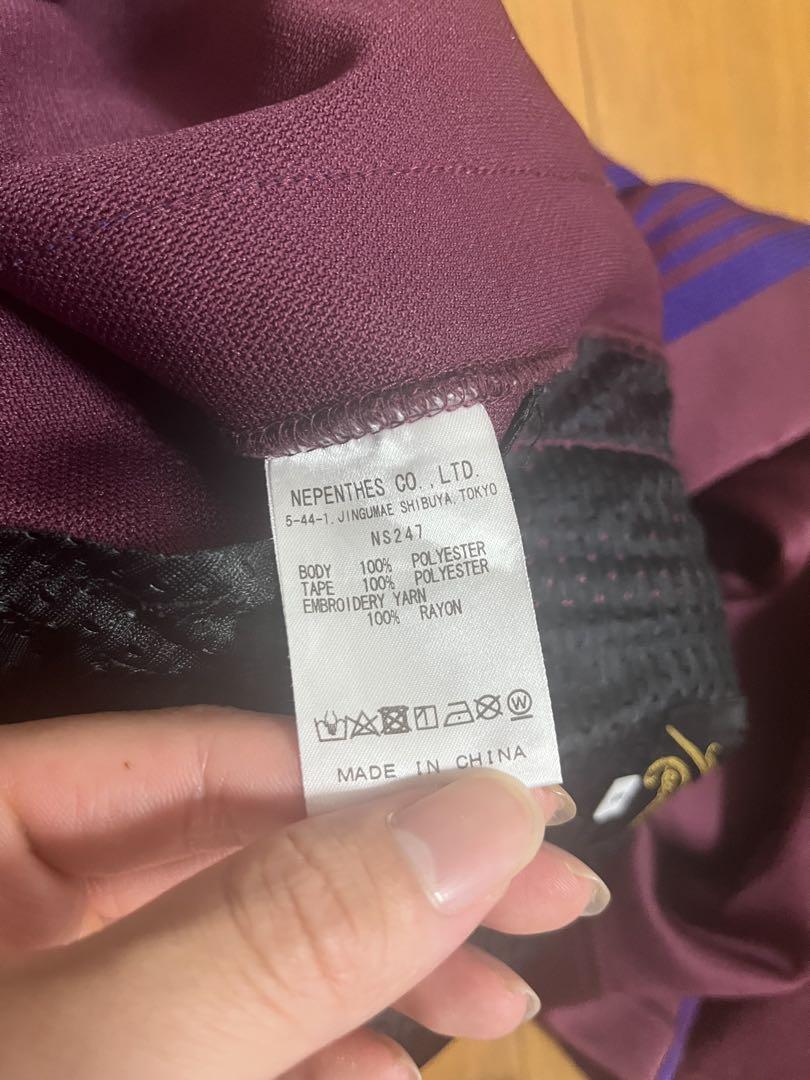 NEPENTHES CO.,LTD.
5-44-1, JINGUMAE SHIBUYA, TOKYO
NS247
BODY 100% POLYESTER
TAPE 100% POLYESTER
EMBROIDERY YARN
100% RAYON
W
MADE IN CHINA